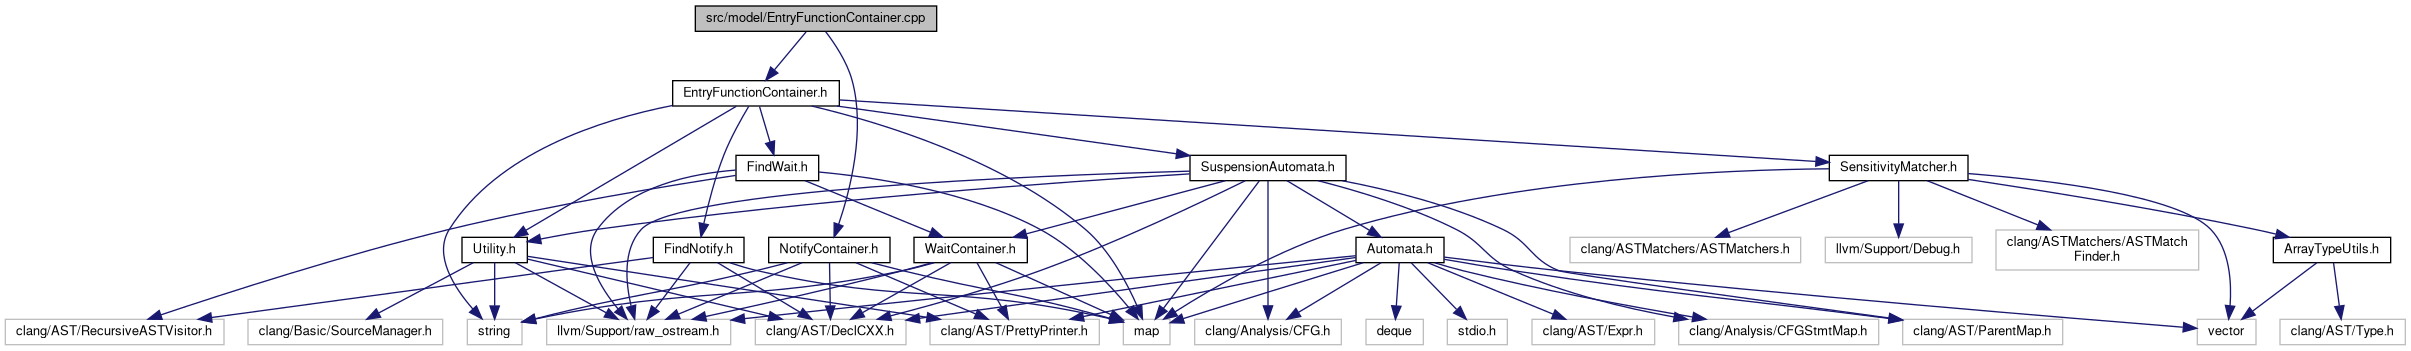 src/model/EntryFunctionContainer.cpp
EntryFunctionContainer.h
FindWait.h
SuspensionAutomata.h
SensitivityMatcher.h
Utility.h
FindNotify.h
NotifyContainer.h
WaitContainer.h
Automata.h
clang/ASTMatchers/ASTMatchers.h
llvm/Support/Debug.h
clang/ASTMatchers/ASTMatch
Finder.h
ArrayTypeUtils.h
clang/AST/RecursiveASTVisitor.h
clang/Basic/SourceManager.h
string
llvm/Support/raw_ostream.h
clang/AST/DeclCXX.h
clang/AST/PrettyPrinter.h
map
clang/Analysis/CFG.h
deque
stdio.h
clang/AST/Expr.h
clang/Analysis/CFGStmtMap.h
clang/AST/ParentMap.h
vector
clang/AST/Type.h